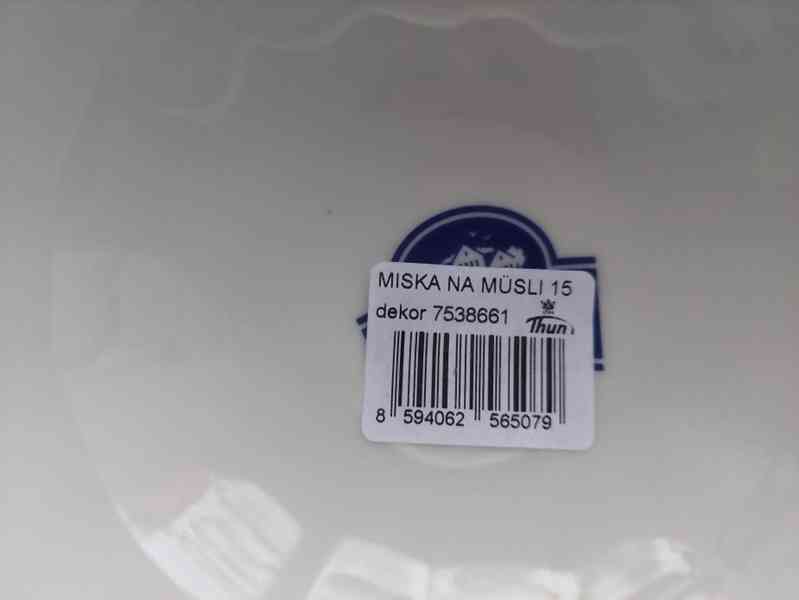 MISKA NA MÜSLI 15
dekor 7538661
Thun
8 594062 565079